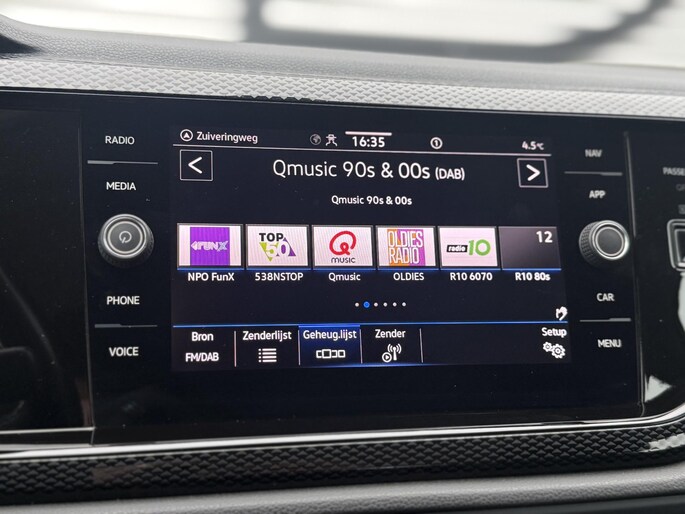 RADIO
MEDIA
PHONE
VOICE
Zuiveringweg
16:35
1
4.5°C
Qmusic 90s & 00s (DAB)
Qmusic 90s & 00s
FUNX
TOP
50
Q
MUSIC
OLDIES
RADIO
radio 10
12
NPO FunX
538NSTOP
Qmusic
OLDIES
R10 6070
R10 80s
Bron
FM/DAB
Zenderlijst
Geheug.lijst
Zender
Setup
NAV
APP
CAR
MENU